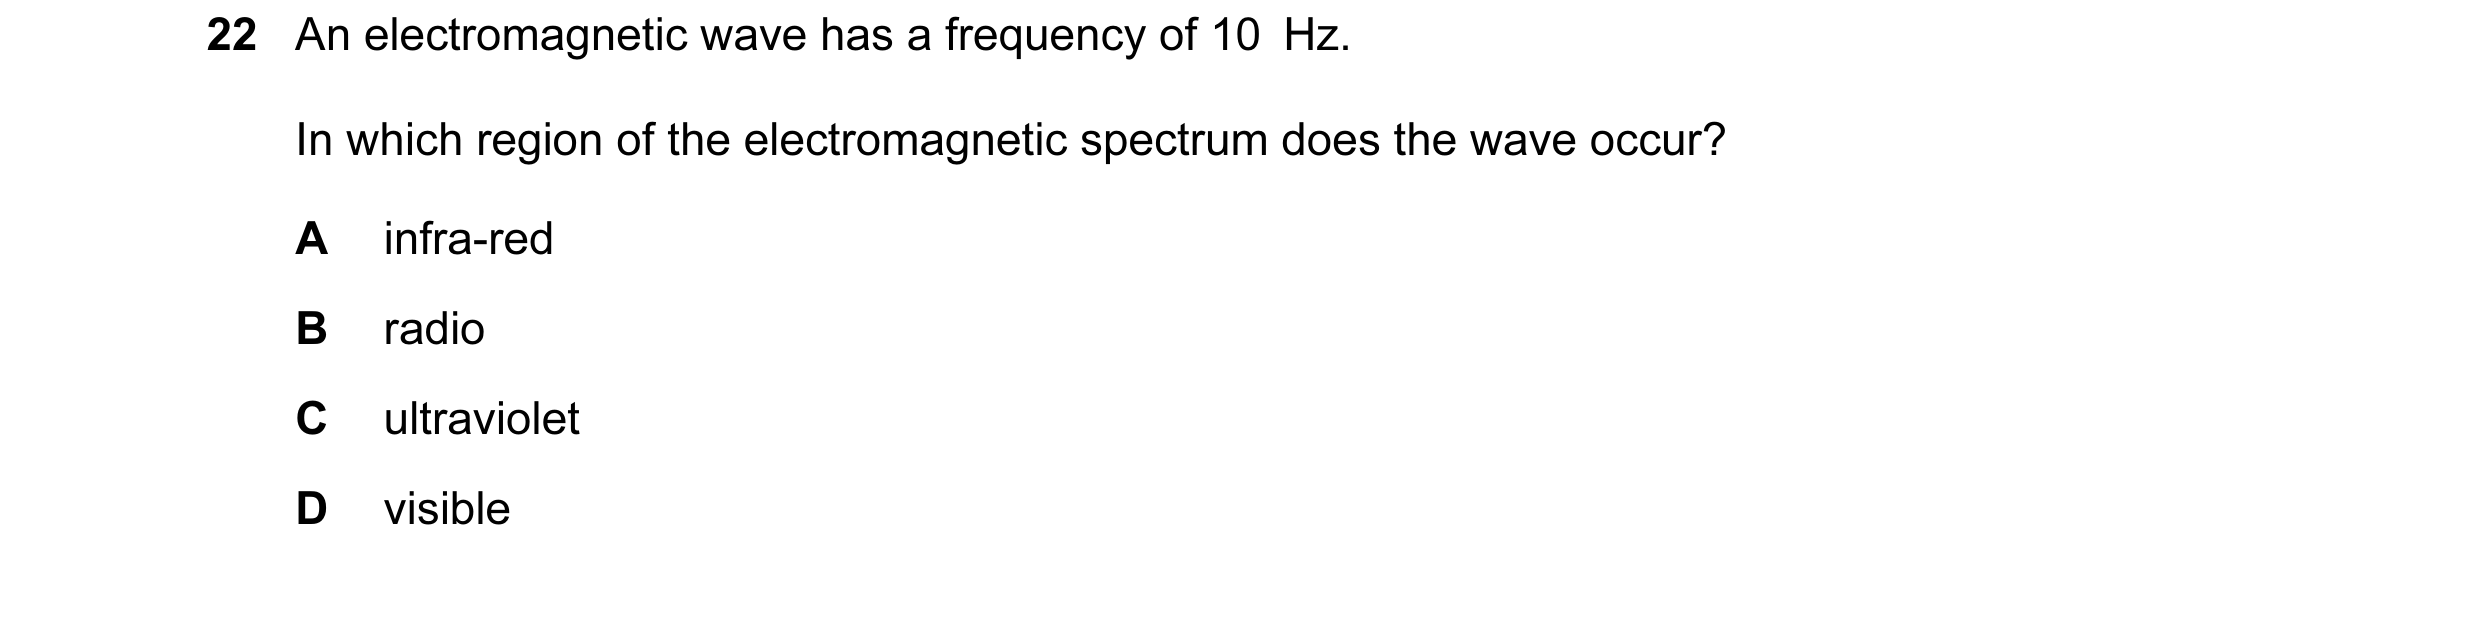 22 An electromagnetic wave has a frequency of 10 Hz.
In which region of the electromagnetic spectrum does the wave occur?
A infra-red
B radio
C ultraviolet
D visible